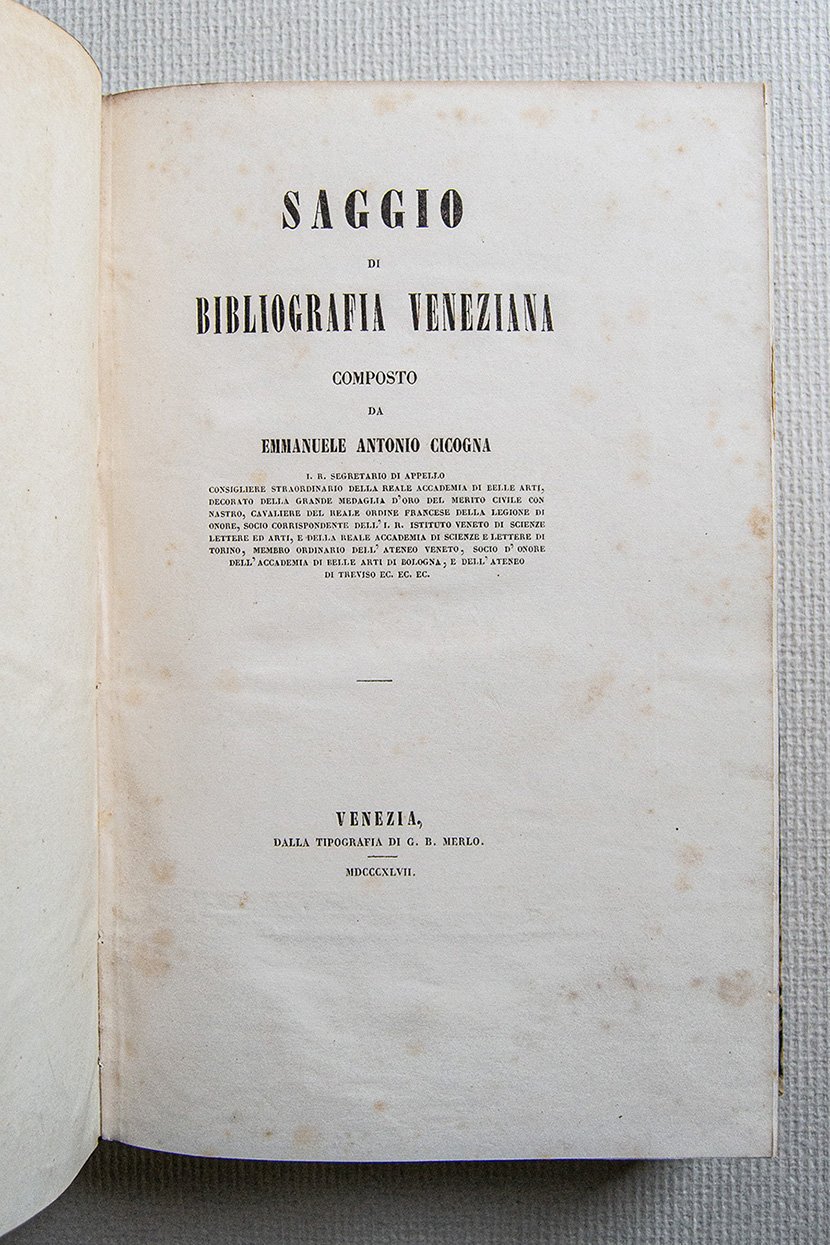 SAGGIO
DI
BIBLIOGRAFIA VENEZIANA
COMPOSTO
DA
EMMANUELE ANTONIO CICOGNA
I. R. SEGRETARIO DI APPELLO
CONSIGLIERE STRAORDINARIO DELLA REALE ACCADEMIA DI BELLE ARTI,
DECORATO DELLA GRANDE MEDAGLIA D'ORO DEL MERITO CIVILE CON
NASTRO, CAVALIERE DEL REALE ORDINE FRANCESE DELLA LEGIONE DI
ONORE, SOCIO CORRISPONDENTE DELL'I. R. ISTITUTO VENETO DI SCIENZE
LETTERE ED ARTI, E DELLA REALE ACCADEMIA DI SCIENZE E LETTERE DI
TORINO, MEMBRO ORDINARIO DELL'ATENEO VENETO, SOCIO D'ONORE
DELL'ACCADEMIA DI BELLE ARTI DI BOLOGNA, E DELL'ATENEO
DI TREVISO EC. EC. EC.
VENEZIA,
DALLA TIPOGRAFIA DI G. B. MERLO.
MDCCCXLVII.